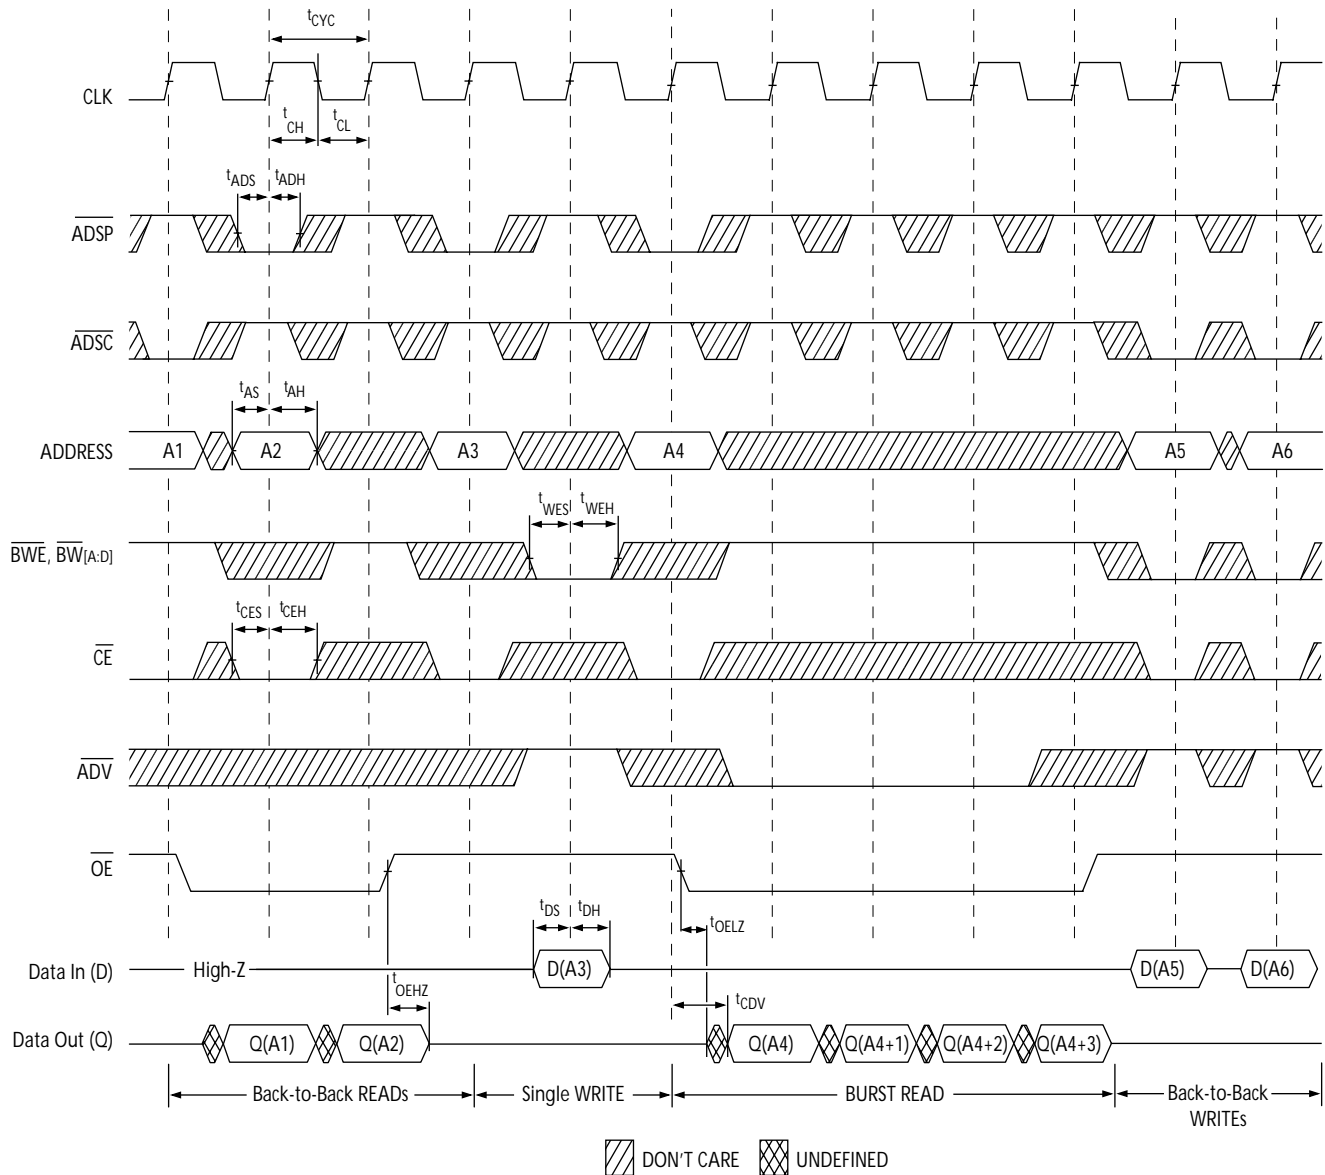 tCYC
CLK
tCH tCL
tADS tADH
ADSP
ADSC
tAS tAH
ADDRESS A1 A2 A3 A4 A5 A6
tWES tWEH
BWE, BW[A:D]
tCES tCEH
CE
ADV
OE
tDS tDH tOELZ
Data In (D) High-Z D(A3) D(A5) D(A6)
tOEHZ tCDV
Data Out (Q) Q(A1) Q(A2) Q(A4) Q(A4+1) Q(A4+2) Q(A4+3)
Back-to-Back READs Single WRITE BURST READ Back-to-Back
WRITEs
DON'T CARE UNDEFINED